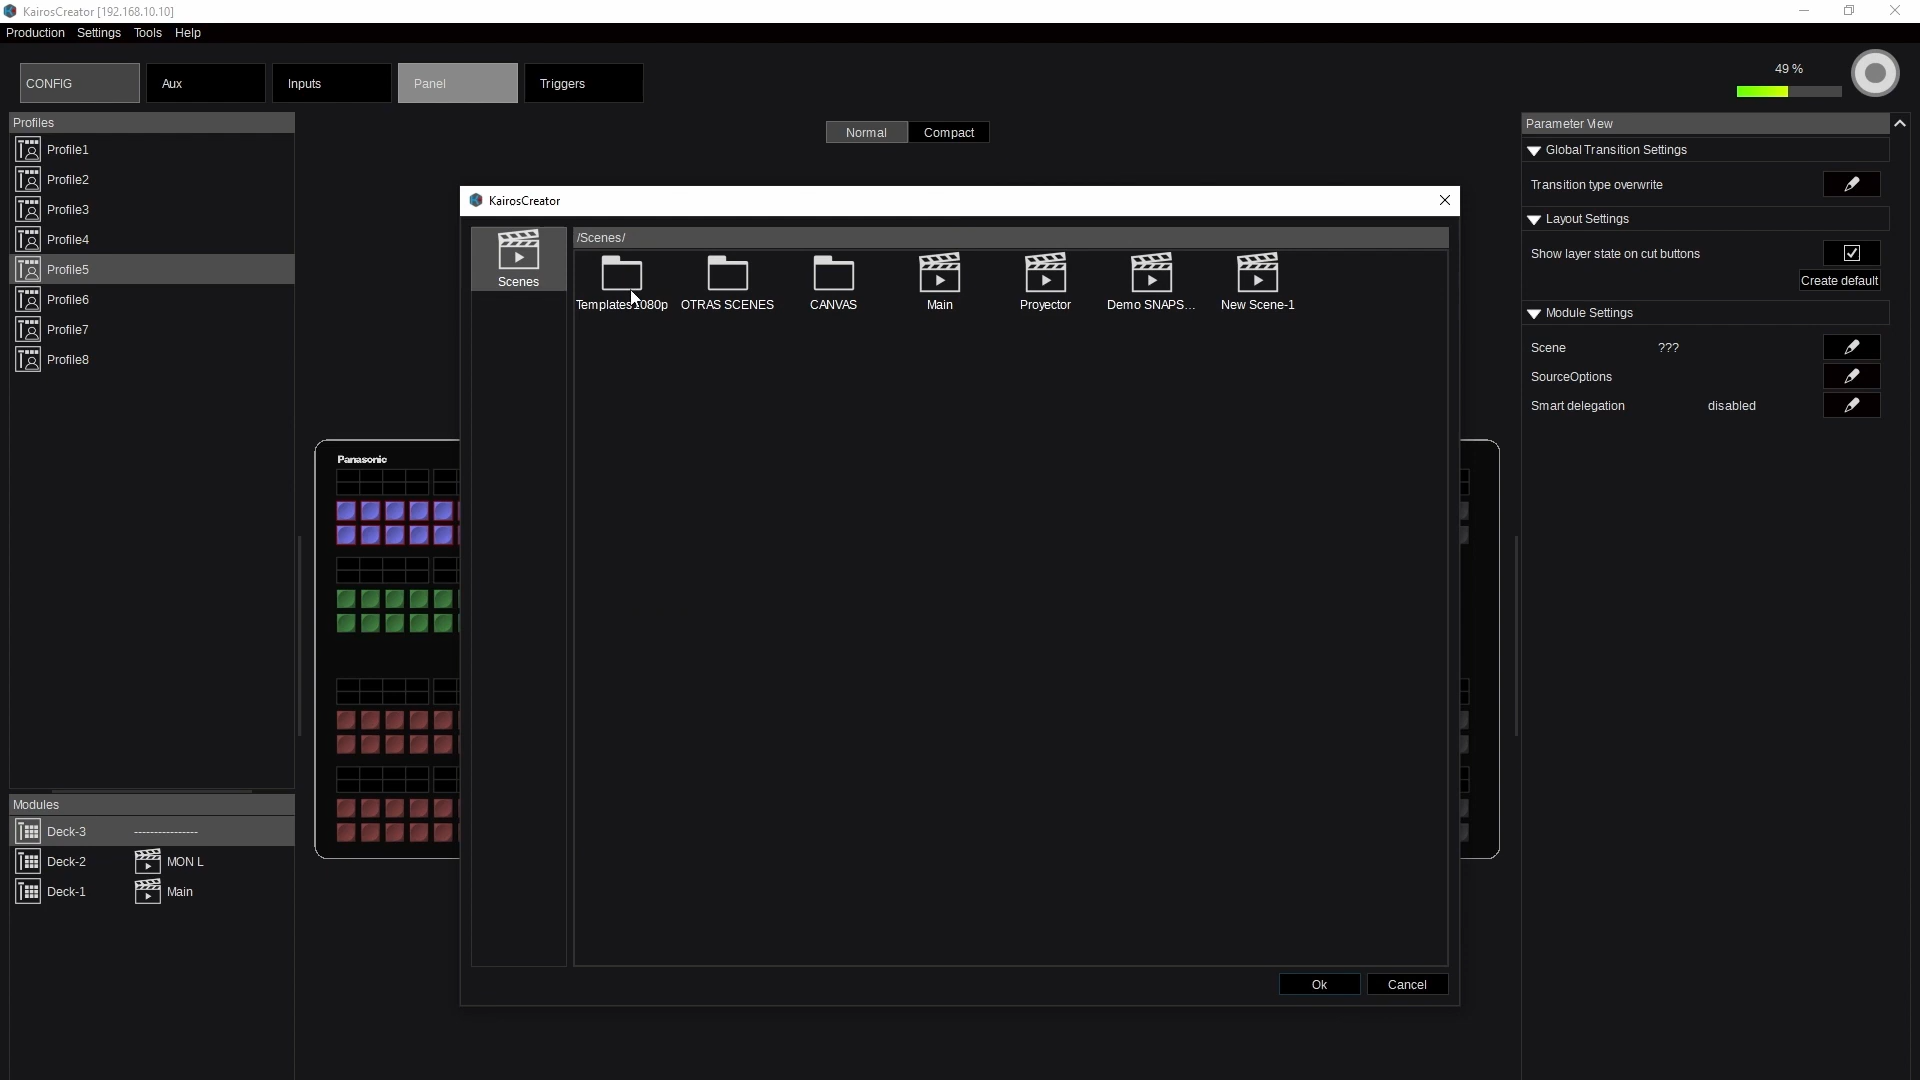 KairosCreator [192.168.10.10]
Production Settings Tools Help
CONFIG Aux Inputs Panel Triggers
49 %
Profiles
Profile1
Profile2
Profile3
Profile4
Profile5
Profile6
Profile7
Profile8
Normal Compact
KairosCreator
Scenes
/Scenes/
Templates1080p OTRAS SCENES CANVAS Main Proyector Demo SNAPS... New Scene-1
Ok Cancel
Panasonic
Parameter View
Global Transition Settings
Transition type overwrite
Layout Settings
Show layer state on cut buttons
Create default
Module Settings
Scene ???
SourceOptions
Smart delegation disabled
Modules
Deck-3 ----------------
Deck-2 MON L
Deck-1 Main